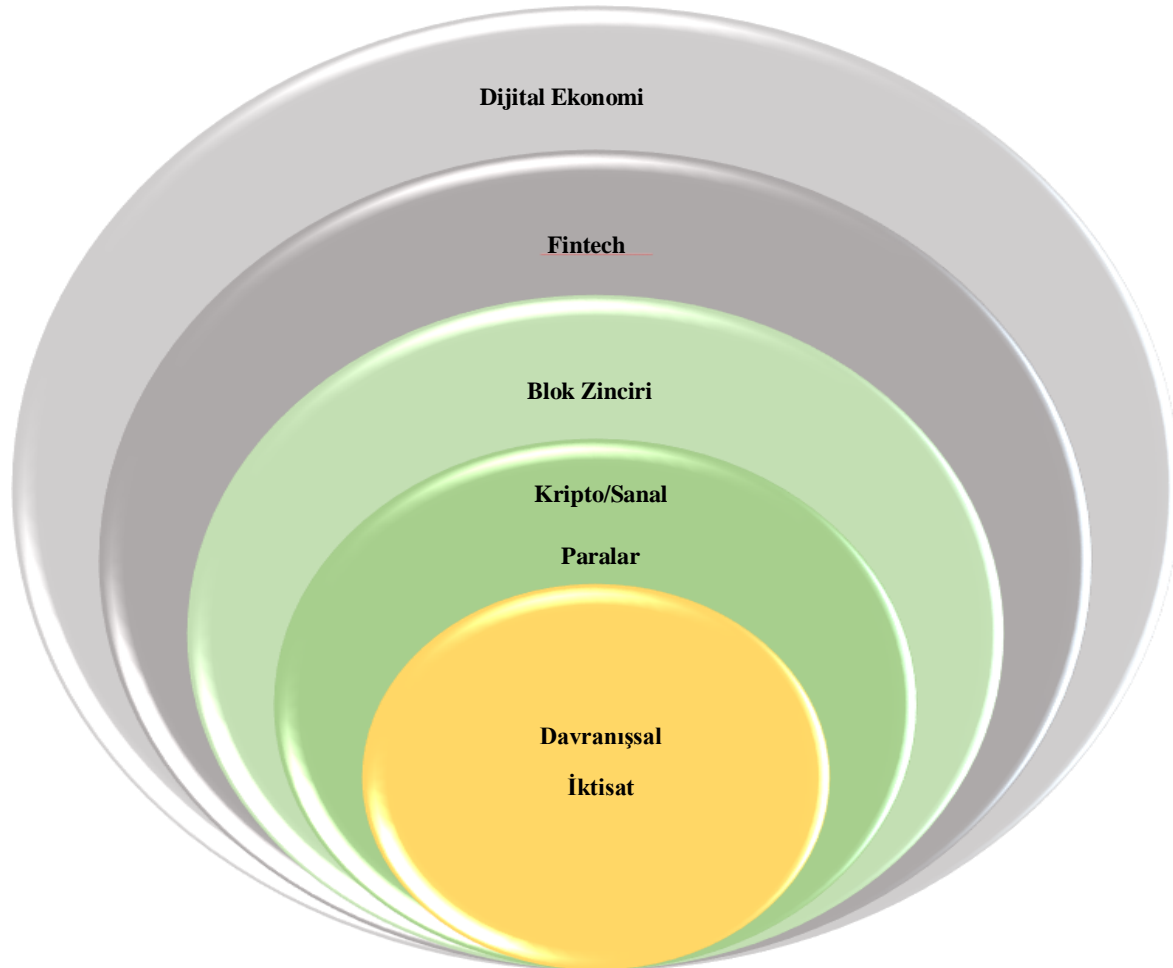 Dijital Ekonomi
Fintech
Blok Zinciri
Kripto/Sanal
Paralar
Davranışsal
İktisat